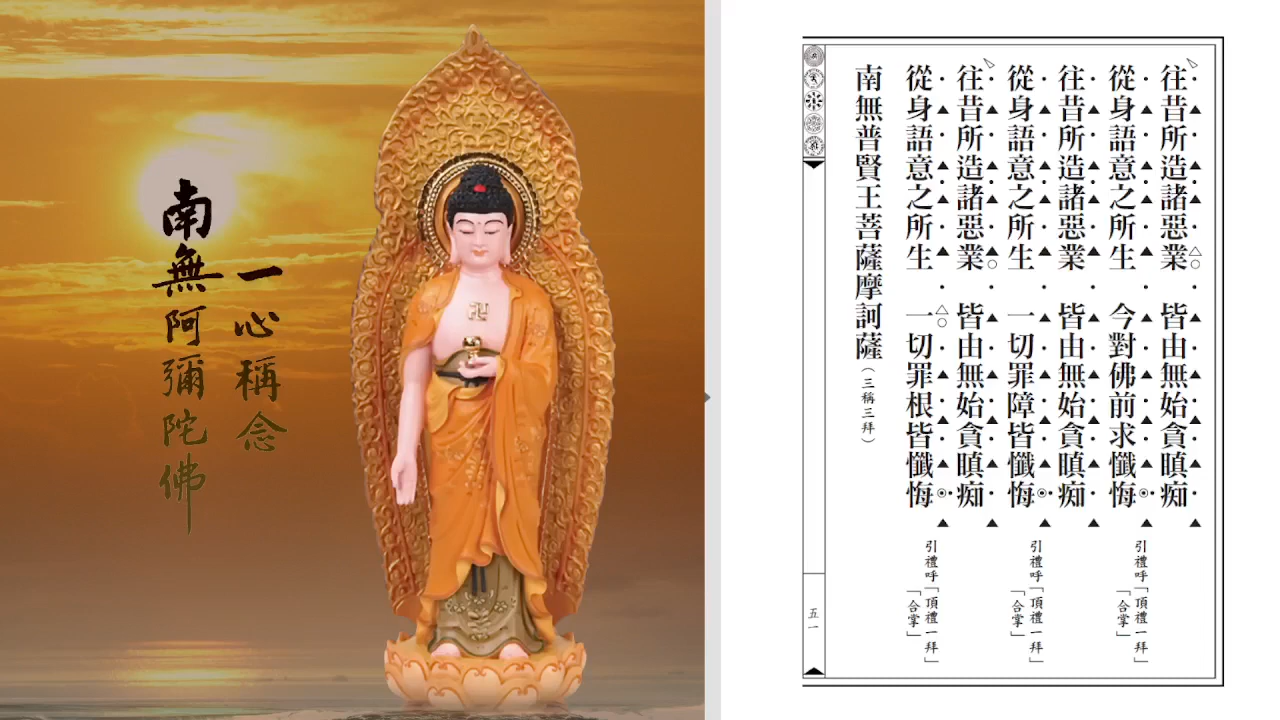 一心稱念
南無阿彌陀佛
往昔所造諸惡業　皆由無始貪瞋痴
從身語意之所生　今對佛前求懺悔
引禮呼「頂禮一拜」
「合掌」
往昔所造諸惡業　皆由無始貪瞋痴
從身語意之所生　一切罪障皆懺悔
引禮呼「頂禮一拜」
「合掌」
往昔所造諸惡業　皆由無始貪瞋痴
從身語意之所生　一切罪根皆懺悔
引禮呼「頂禮一拜」
「合掌」
南無普賢王菩薩摩訶薩（三稱三拜）
五一